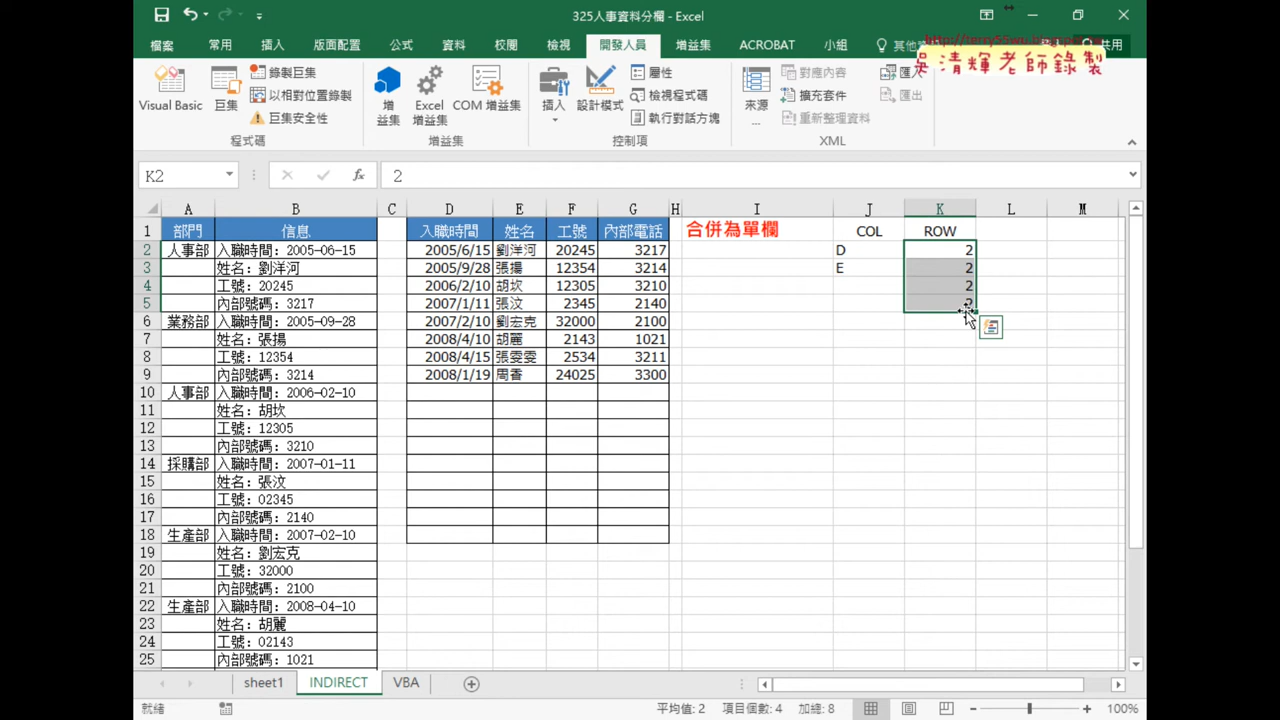 325人事資料分欄 - Excel
檔案 常用 插入 版面配置 公式 資料 校閱 檢視 開發人員 增益集 ACROBAT 小組 共用
吳清輝老師錄製
Visual Basic 巨集 錄製巨集 以相對位置錄製 巨集安全性 增益集 Excel 增益集 COM 增益集 插入 設計模式 屬性 檢視程式碼 執行對話方塊 來源 ... 對應內容 擴充套件 重新整理資料 匯出
程式碼 增益集 控制項 XML
K2 fx 2
A B C D E F G H I J K L M
1 部門 信息 入職時間 姓名 工號 內部電話 合併為單欄 COL ROW
2 人事部 入職時間: 2005-06-15 2005/6/15 劉洋河 20245 3217 D 2
3 姓名: 劉洋河 2005/9/28 張揚 12354 3214 E 2
4 工號: 20245 2006/2/10 胡坎 12305 3210 2
5 內部號碼: 3217 2007/1/11 張汶 2345 2140 2
6 業務部 入職時間: 2005-09-28 2007/2/10 劉宏克 32000 2100
7 姓名: 張揚 2008/4/10 胡麗 2143 1021
8 工號: 12354 2008/4/15 張雯雯 2534 3211
9 內部號碼: 3214 2008/1/19 周香 24025 3300
10 人事部 入職時間: 2006-02-10
11 姓名: 胡坎
12 工號: 12305
13 內部號碼: 3210
14 採購部 入職時間: 2007-01-11
15 姓名: 張汶
16 工號: 02345
17 內部號碼: 2140
18 生產部 入職時間: 2007-02-10
19 姓名: 劉宏克
20 工號: 32000
21 內部號碼: 2100
22 生產部 入職時間: 2008-04-10
23 姓名: 胡麗
24 工號: 02143
25 內部號碼: 1021
sheet1 INDIRECT VBA
就緒 平均值: 2 項目個數: 4 加總: 8 100%